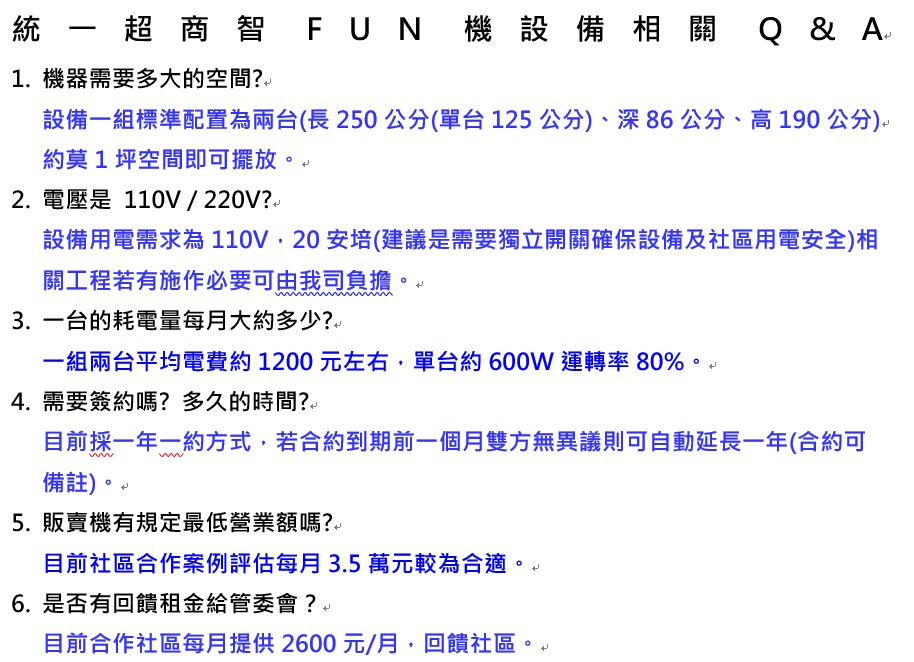 統一超商智FUN機設備相關Q&A
1. 機器需要多大的空間?
設備一組標準配置為兩台(長 250 公分(單台 125 公分)、深 86 公分、高 190 公分)
約莫 1 坪空間即可擺放。
2. 電壓是 110V / 220V?
設備用電需求為 110V，20 安培(建議是需要獨立開關確保設備及社區用電安全)相
關工程若有施作必要可由我司負擔。
3. 一台的耗電量每月大約多少?
一組兩台平均電費約 1200 元左右，單台約 600W 運轉率 80%。
4. 需要簽約嗎? 多久的時間?
目前採一年一約方式，若合約到期前一個月雙方無異議則可自動延長一年(合約可
備註)。
5. 販賣機有規定最低營業額嗎?
目前社區合作案例評估每月 3.5 萬元較為合適。
6. 是否有回饋租金給管委會？
目前合作社區每月提供 2600 元/月，回饋社區。